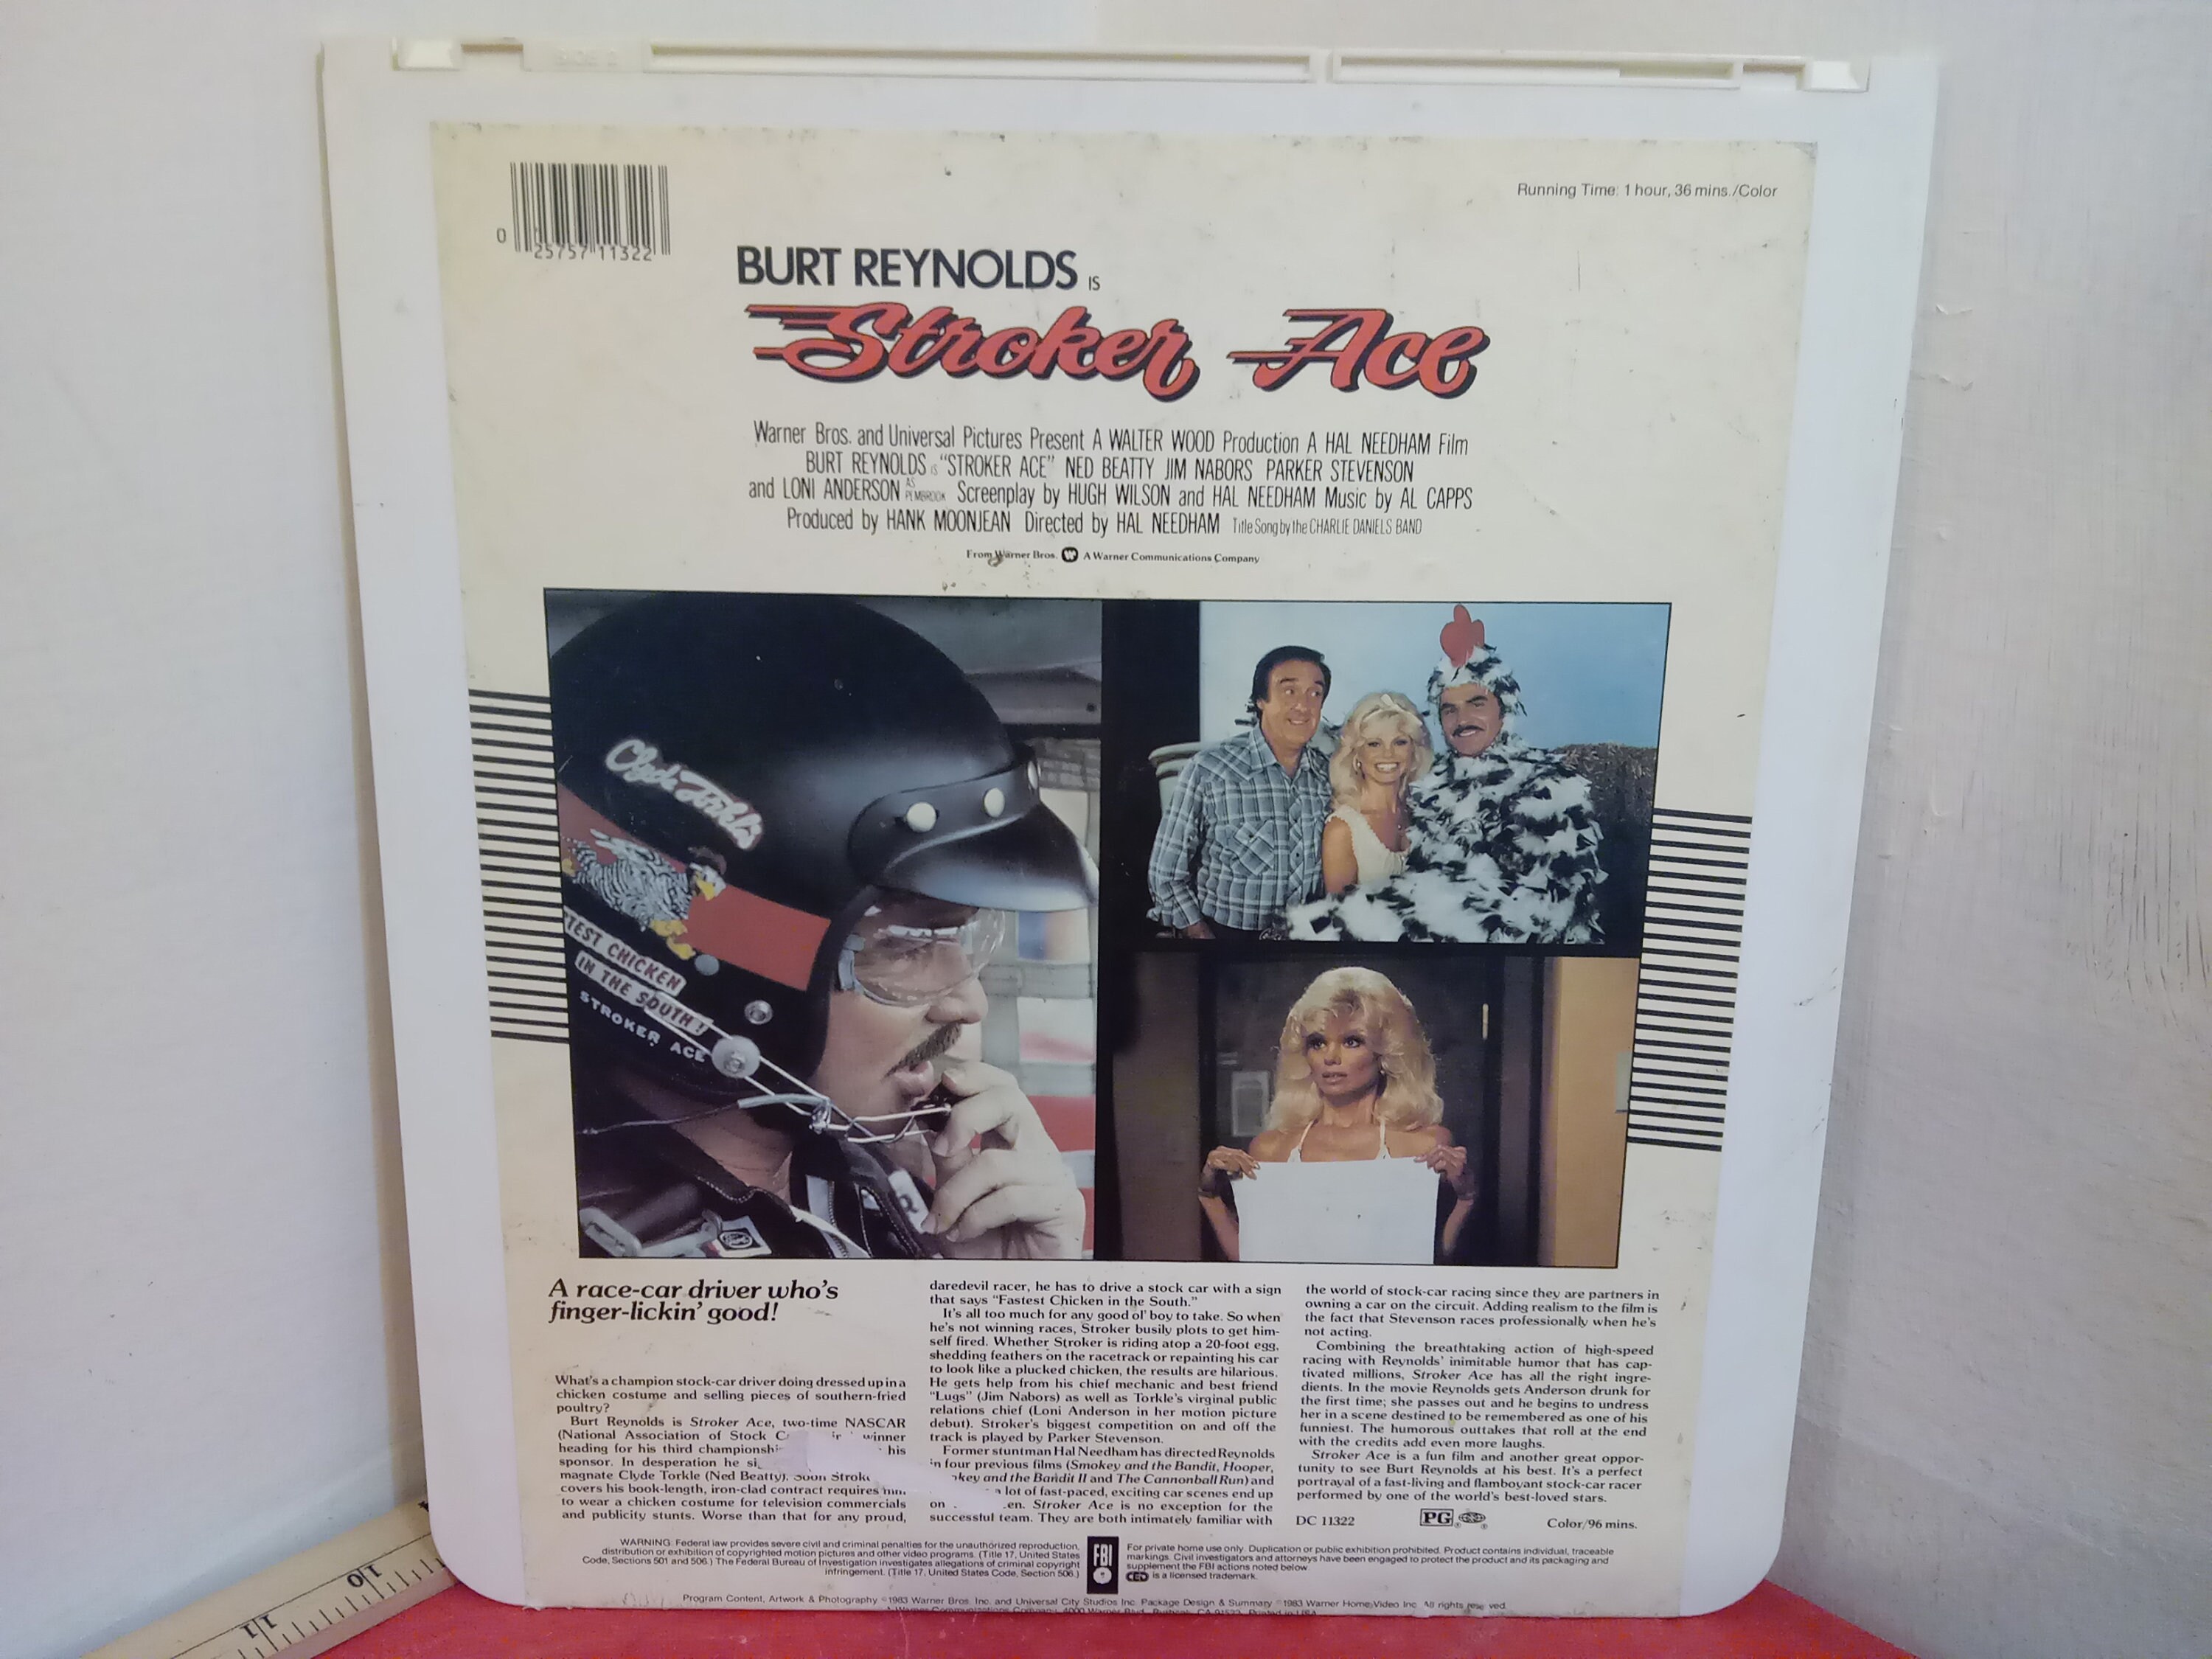 Running Time: 1 hour, 36 mins./Color
0 25757 11322
BURT REYNOLDS IS
Stroker Ace
Warner Bros. and Universal Pictures Present A WALTER WOOD Production A HAL NEEDHAM Film
BURT REYNOLDS is "STROKER ACE" NED BEATTY JIM NABORS PARKER STEVENSON
and LONI ANDERSON AS PEMBROOK Screenplay by HUGH WILSON and HAL NEEDHAM Music by AL CAPPS
Produced by HANK MOONJEAN Directed by HAL NEEDHAM Title Song by the CHARLIE DANIELS BAND
From Warner Bros. A Warner Communications Company
Clyde Torkle's
TEST CHICKEN
IN THE SOUTH!
STROKER ACE
A race-car driver who's
finger-lickin' good!
What's a champion stock-car driver doing dressed up in a
chicken costume and selling pieces of southern-fried
poultry?
Burt Reynolds is Stroker Ace, two-time NASCAR
(National Association of Stock winner
heading for his third his
sponsor. In desperation he
magnate Clyde Torkle (Ned Beatty). Soon
covers his book-length, iron-clad contract requires him
to wear a chicken costume for television commercials
and publicity stunts. Worse than that for any proud,
daredevil racer, he has to drive a stock car with a sign
that says "Fastest Chicken in the South."
It's all too much for any good ol' boy to take. So when
he's not winning races, Stroker busily plots to get him-
self fired. Whether Stroker is riding atop a 20-foot egg,
shedding feathers on the racetrack or repainting his car
to look like a plucked chicken, the results are hilarious.
He gets help from his chief mechanic and best friend
"Lugs" (Jim Nabors) as well as Torkle's virginal public
relations chief (Loni Anderson in her motion picture
debut). Stroker's biggest competition on and off the
track is played by Parker Stevenson.
Former stuntman Hal Needham has directed Reynolds
in four previous films (Smokey and the Bandit, Hooper,
and the Bandit II and The Cannonball Run) and
a lot of fast-paced, exciting car scenes end up
on Stroker Ace is no exception for the
successful team. They are both intimately familiar with
the world of stock-car racing since they are partners in
owning a car on the circuit. Adding realism to the film is
the fact that Stevenson races professionally when he's
not acting.
Combining the breathtaking action of high-speed
racing with Reynolds' inimitable humor that has cap-
tivated millions, Stroker Ace has all the right ingre-
dients. In the movie Reynolds gets Anderson drunk for
the first time; she passes out and he begins to undress
her in a scene destined to be remembered as one of his
funniest. The humorous outtakes that roll at the end
with the credits add even more laughs.
Stroker Ace is a fun film and another great oppor-
tunity to see Burt Reynolds at his best. It's a perfect
portrayal of a fast-living and flamboyant stock-car racer
performed by one of the world's best-loved stars.
DC 11322 PG Color/96 mins.
WARNING: Federal law provides severe civil and criminal penalties for the unauthorized reproduction,
distribution or exhibition of copyrighted motion pictures and other video programs. (Title 17, United States
Code, Sections 501 and 506.) The Federal Bureau of Investigation investigates allegations of criminal copyright
infringement. (Title 17, United States Code, Section 506.)
FBI
For private home use only. Duplication or public exhibition prohibited. Product contains individual, traceable
markings. Civil investigators and attorneys have been engaged to protect the product and its packaging and
supplement the FBI actions noted below.
CED is a licensed trademark.
Program Content, Artwork & Photography ©1983 Warner Bros. Inc. and Universal City Studios Inc. Package Design & Summary ©1983 Warner Home Video Inc. All rights reserved.
10
11